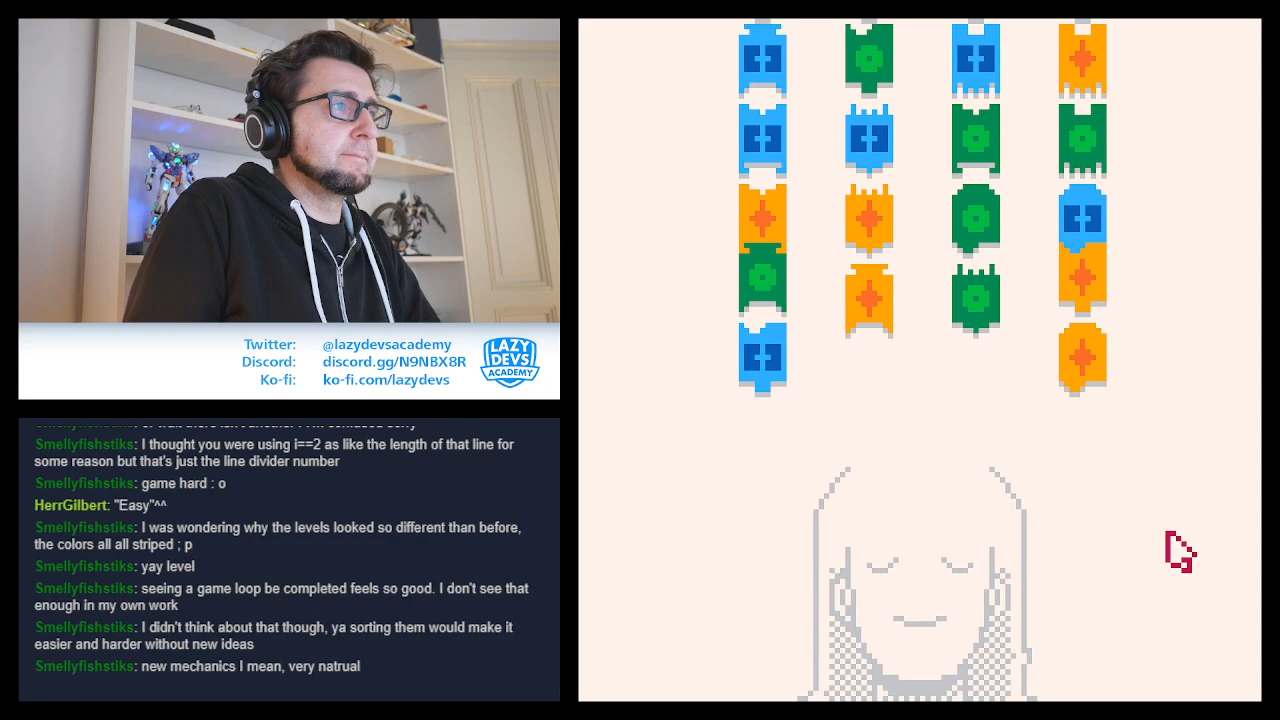 Twitter: @lazydevsacademy
Discord: discord.gg/N9NBX8R
Ko-fi: ko-fi.com/lazydevs
LAZY
DEVS
ACADEMY
Smellyfishstiks: I thought you were using i==2 as like the length of that line for
some reason but that's just the line divider number
Smellyfishstiks: game hard : o
HerrGilbert: "Easy"^^
Smellyfishstiks: I was wondering why the levels looked so different than before,
the colors all all striped ; p
Smellyfishstiks: yay level
Smellyfishstiks: seeing a game loop be completed feels so good. I don't see that
enough in my own work
Smellyfishstiks: I didn't think about that though, ya sorting them would make it
easier and harder without new ideas
Smellyfishstiks: new mechanics I mean, very natrual